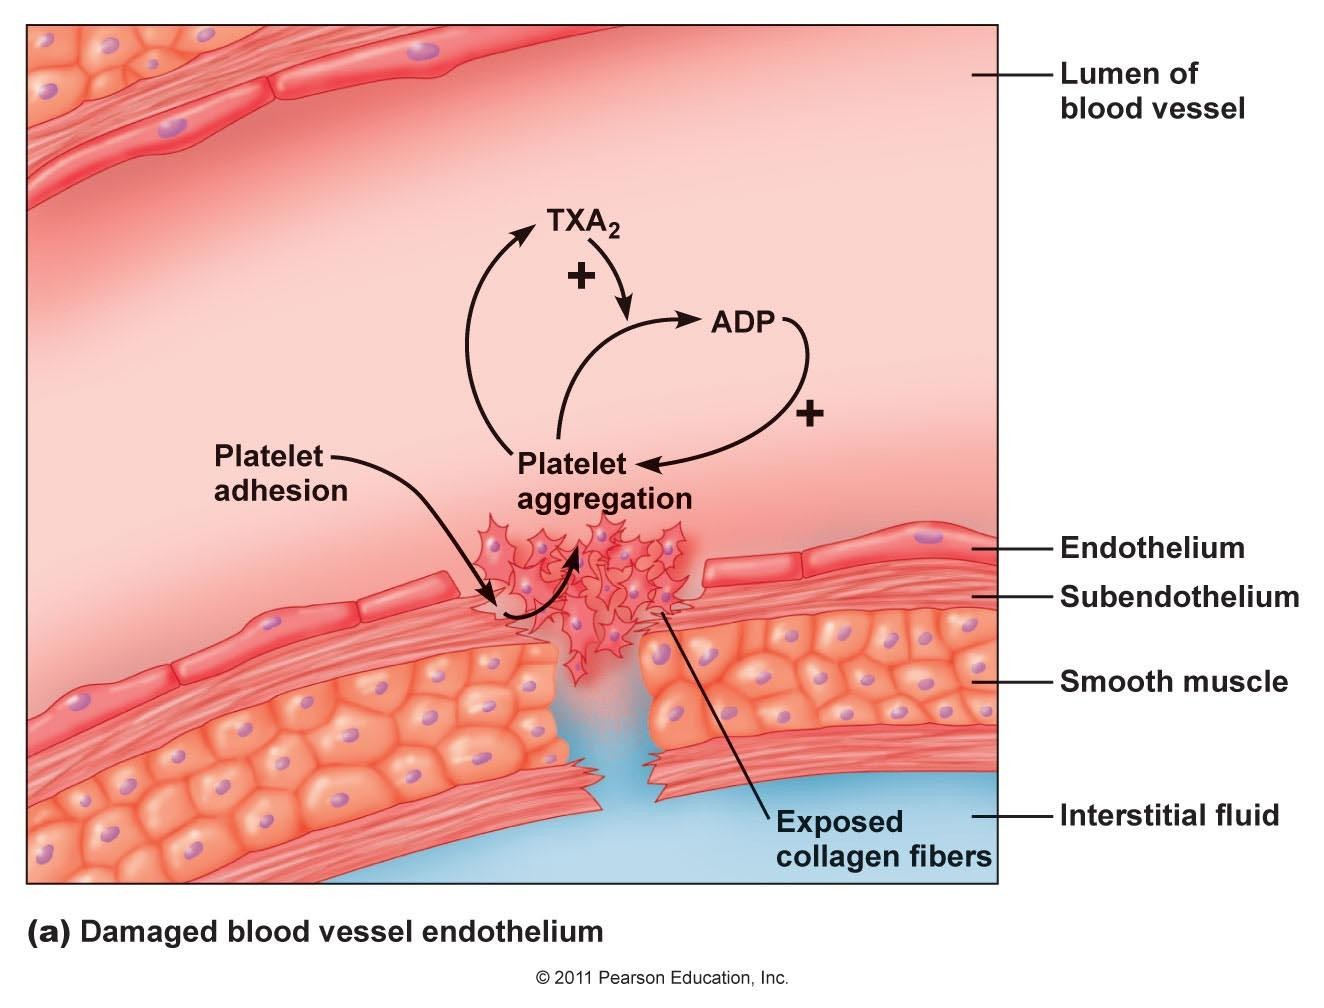 Lumen of
blood vessel
TXA₂
+
ADP
+
Platelet
adhesion
Platelet
aggregation
Endothelium
Subendothelium
Smooth muscle
Interstitial fluid
Exposed
collagen fibers
(a) Damaged blood vessel endothelium
© 2011 Pearson Education, Inc.